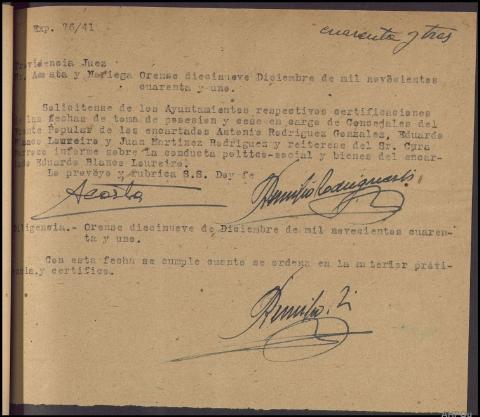 Exp. 76/41
cuarenta y tres
Providencia Juez
Sr. Acosta y Noriega Orense diecinueve Diciembre de mil novecientos
cuarenta y uno.
Solicítense de los Ayuntamientos respectivos certificaciones
de las fechas de toma de posesion y cese en cargo de Concejales del
Frente Popular de los encartados Antonio Rodriguez Gonzalez, Eduardo
Blanco Loureiro y Juan Martinez Rodriguez y reiterese del Sr. Cura
Parroco informe sobre la conducta politco-social y bienes del encar-
tado Eduardo Blanco Loureiro.
Lo proveyo y rubrica S.S. Doy fe
Acosta
Diligencia.- Orense diecinueve de Diciembre de mil novecientos cuaren-
ta y uno.
Con esta fecha se cumple cuanto se ordena en la anterior provi-
dencia,y certifico.